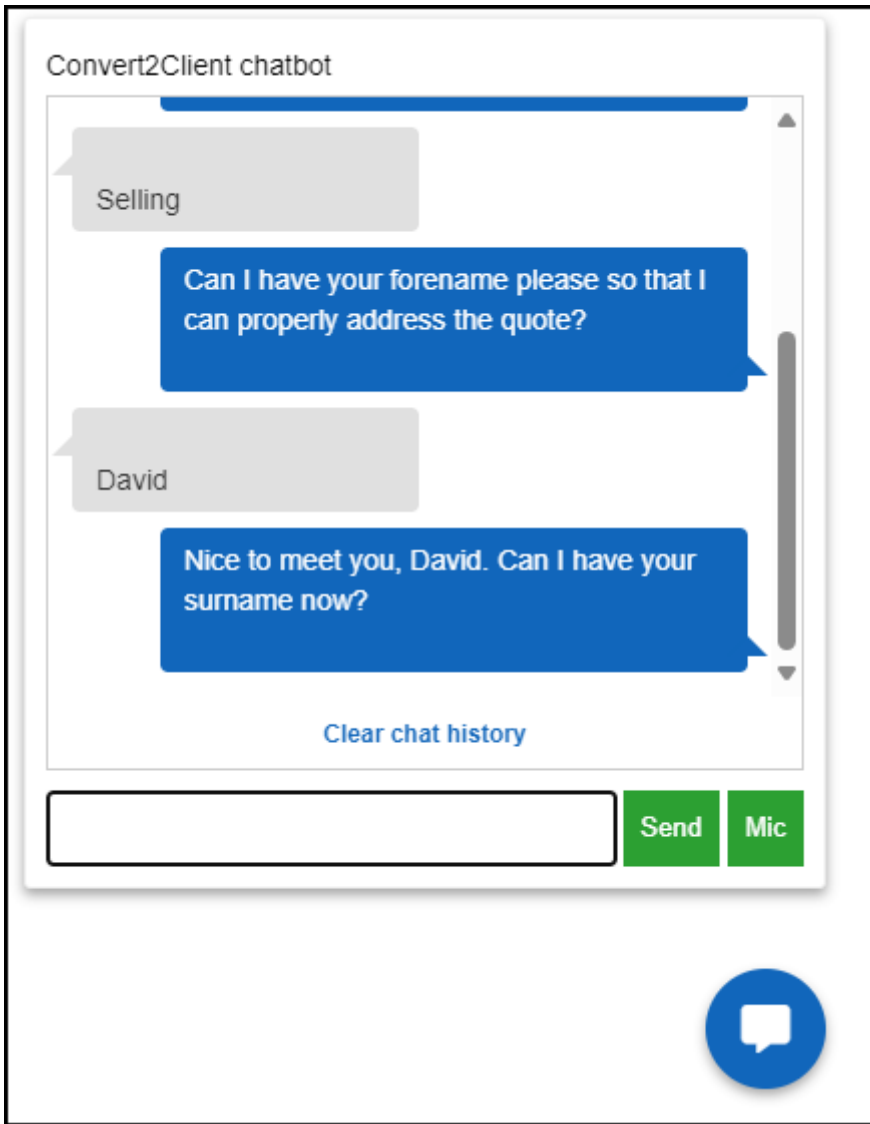 Convert2Client chatbot
Selling
Can I have your forename please so that I
can properly address the quote?
David
Nice to meet you, David. Can I have your
surname now?
Clear chat history
Send
Mic